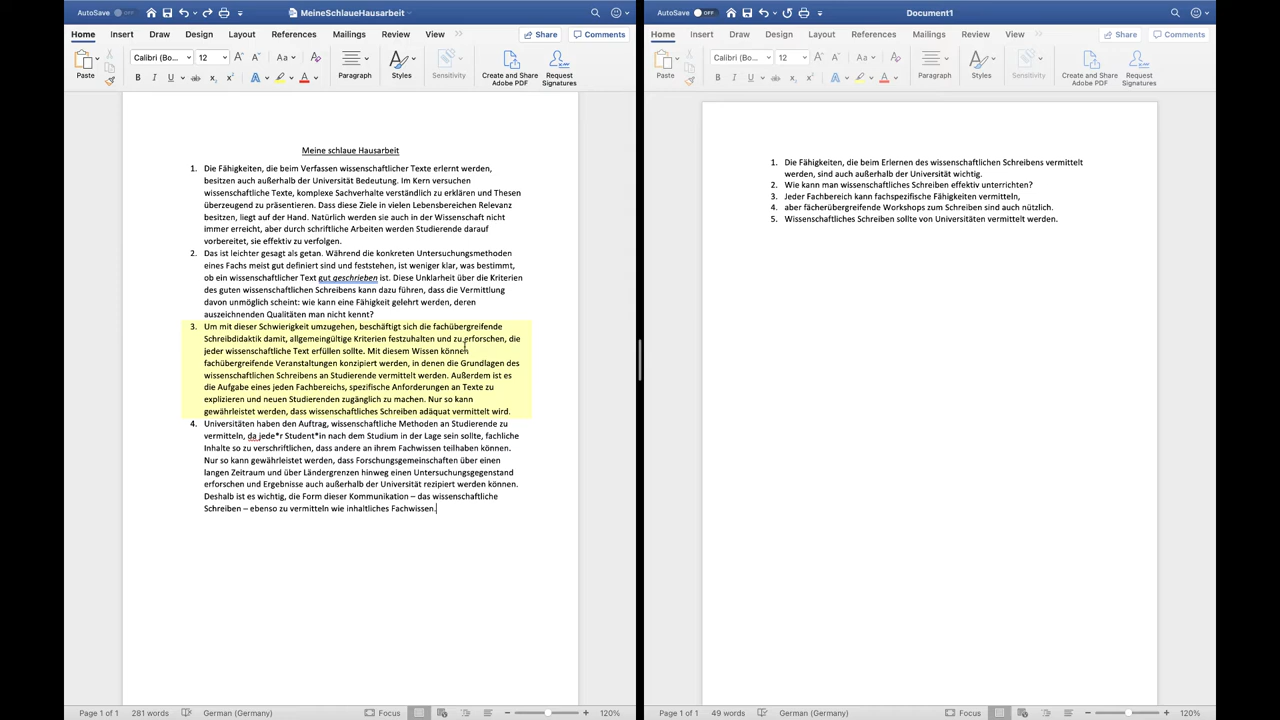 AutoSave OFF MeineSchlaueHausarbeit
Home Insert Draw Design Layout References Mailings Review View >> Share Comments
Paste Calibri (Bo... 12 Paragraph Styles Sensitivity Create and Share Adobe PDF Request Signatures
Meine schlaue Hausarbeit
1. Die Fähigkeiten, die beim Verfassen wissenschaftlicher Texte erlernt werden,
besitzen auch außerhalb der Universität Bedeutung. Im Kern versuchen
wissenschaftliche Texte, komplexe Sachverhalte verständlich zu erklären und Thesen
überzeugend zu präsentieren. Dass diese Ziele in vielen Lebensbereichen Relevanz
besitzen, liegt auf der Hand. Natürlich werden sie auch in der Wissenschaft nicht
immer erreicht, aber durch schriftliche Arbeiten werden Studierende darauf
vorbereitet, sie effektiv zu verfolgen.
2. Das ist leichter gesagt als getan. Während die konkreten Untersuchungsmethoden
eines Fachs meist gut definiert sind und feststehen, ist weniger klar, was bestimmt,
ob ein wissenschaftlicher Text gut geschrieben ist. Diese Unklarheit über die Kriterien
des guten wissenschaftlichen Schreibens kann dazu führen, dass die Vermittlung
davon unmöglich scheint: wie kann eine Fähigkeit gelehrt werden, deren
auszeichnenden Qualitäten man nicht kennt?
3. Um mit dieser Schwierigkeit umzugehen, beschäftigt sich die fachübergreifende
Schreibdidaktik damit, allgemeingültige Kriterien festzuhalten und zu erforschen, die
jeder wissenschaftliche Text erfüllen sollte. Mit diesem Wissen können
fachübergreifende Veranstaltungen konzipiert werden, in denen die Grundlagen des
wissenschaftlichen Schreibens an Studierende vermittelt werden. Außerdem ist es
die Aufgabe eines jeden Fachbereichs, spezifische Anforderungen an Texte zu
explizieren und neuen Studierenden zugänglich zu machen. Nur so kann
gewährleistet werden, dass wissenschaftliches Schreiben adäquat vermittelt wird.
4. Universitäten haben den Auftrag, wissenschaftliche Methoden an Studierende zu
vermitteln, da jede*r Student*in nach dem Studium in der Lage sein sollte, fachliche
Inhalte so zu verschriftlichen, dass andere an ihrem Fachwissen teilhaben können.
Nur so kann gewährleistet werden, dass Forschungsgemeinschaften über einen
langen Zeitraum und über Ländergrenzen hinweg einen Untersuchungsgegenstand
erforschen und Ergebnisse auch außerhalb der Universität rezipiert werden können.
Deshalb ist es wichtig, die Form dieser Kommunikation – das wissenschaftliche
Schreiben – ebenso zu vermitteln wie inhaltliches Fachwissen.
Page 1 of 1 281 words German (Germany) Focus 120%
AutoSave OFF Document1
Home Insert Draw Design Layout References Mailings Review View >> Share Comments
Paste Calibri (Bo... 12 Paragraph Styles Sensitivity Create and Share Adobe PDF Request Signatures
1. Die Fähigkeiten, die beim Erlernen des wissenschaftlichen Schreibens vermittelt
werden, sind auch außerhalb der Universität wichtig.
2. Wie kann man wissenschaftliches Schreiben effektiv unterrichten?
3. Jeder Fachbereich kann fachspezifische Fähigkeiten vermitteln,
4. aber fächerübergreifende Workshops zum Schreiben sind auch nützlich.
5. Wissenschaftliches Schreiben sollte von Universitäten vermittelt werden.
Page 1 of 1 49 words German (Germany) Focus 120%